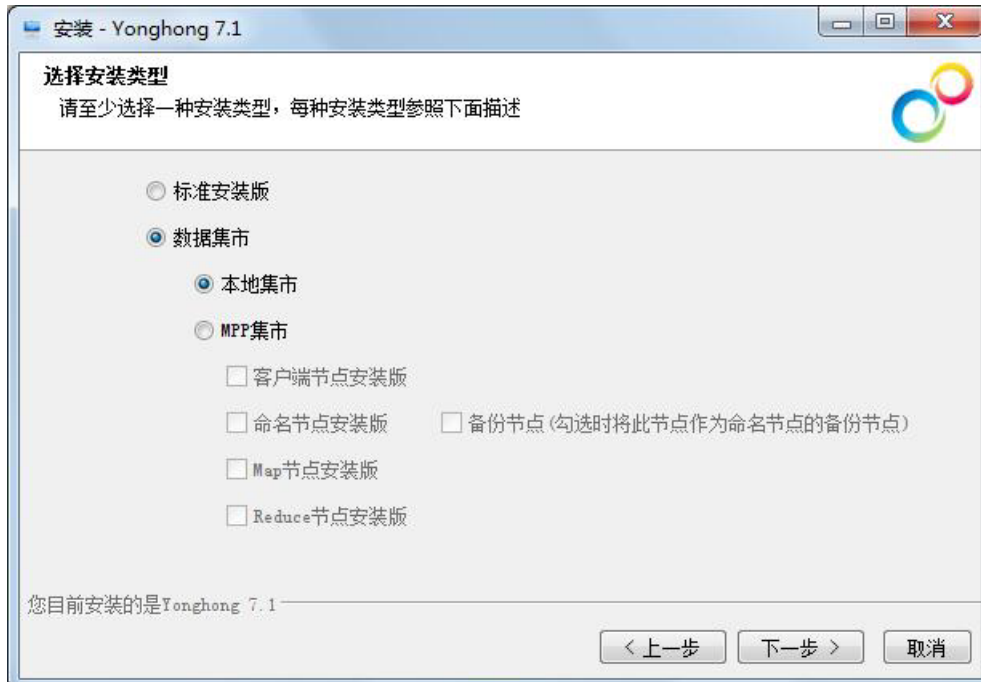 安装 - Yonghong 7.1
选择安装类型
请至少选择一种安装类型，每种安装类型参照下面描述
标准安装版
数据集市
本地集市
MPP集市
客户端节点安装版
命名节点安装版 备份节点(勾选时将此节点作为命名节点的备份节点)
Map节点安装版
Reduce节点安装版
您目前安装的是Yonghong 7.1
<上一步 下一步> 取消